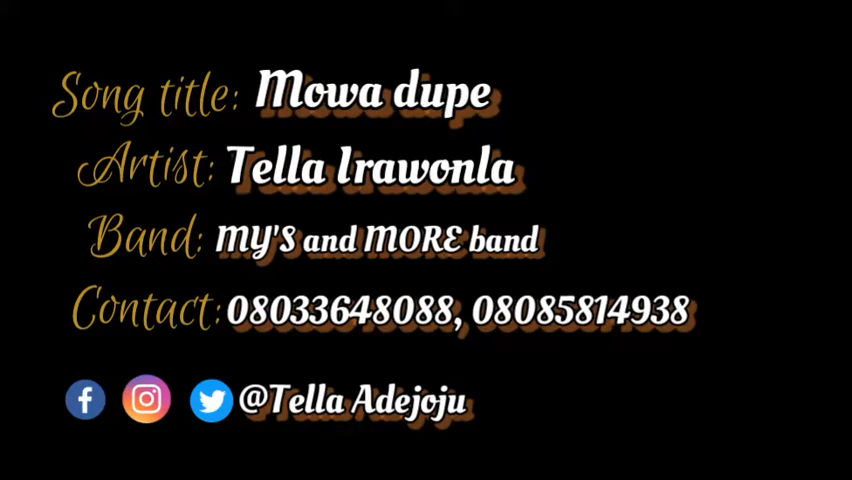 Song title: Mowa dupe
Artist: Tella Irawonla
Band: MY'S and MORE band
Contact: 08033648088, 08085814938
@Tella Adejoju